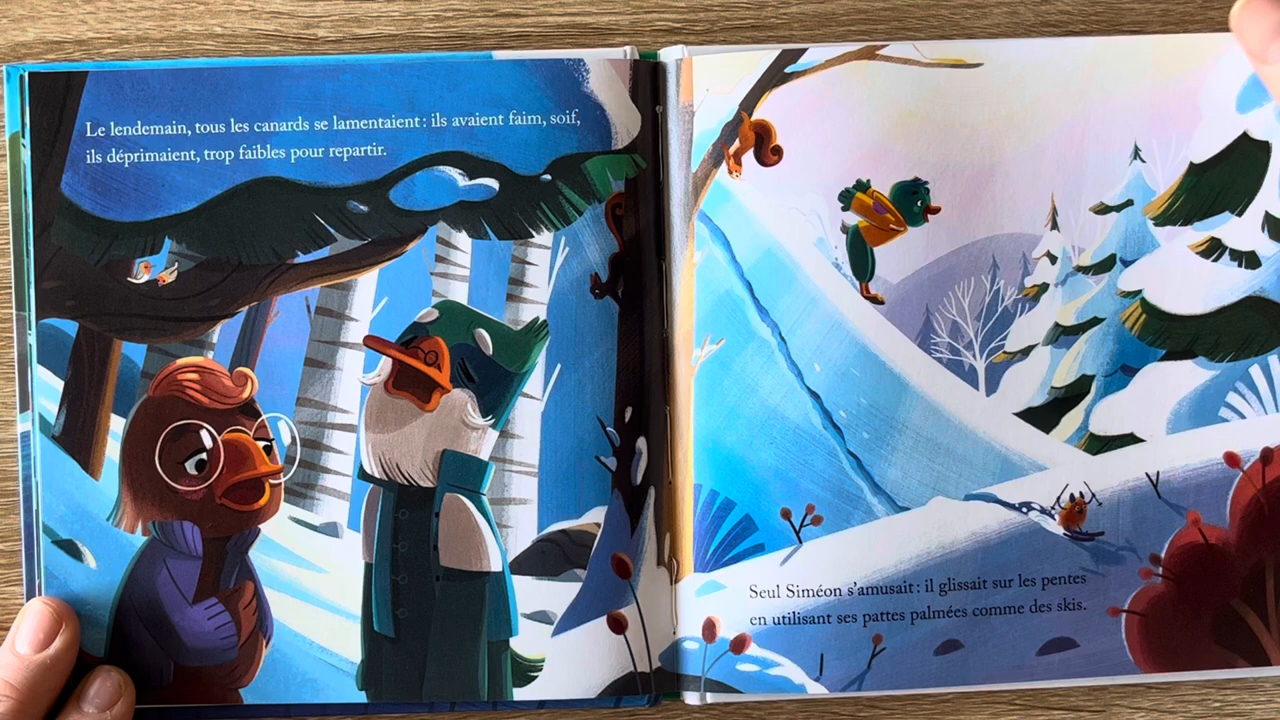 Le lendemain, tous les canards se lamentaient : ils avaient faim, soif,
ils déprimaient, trop faibles pour repartir.
Seul Siméon s'amusait : il glissait sur les pentes
en utilisant ses pattes palmées comme des skis.